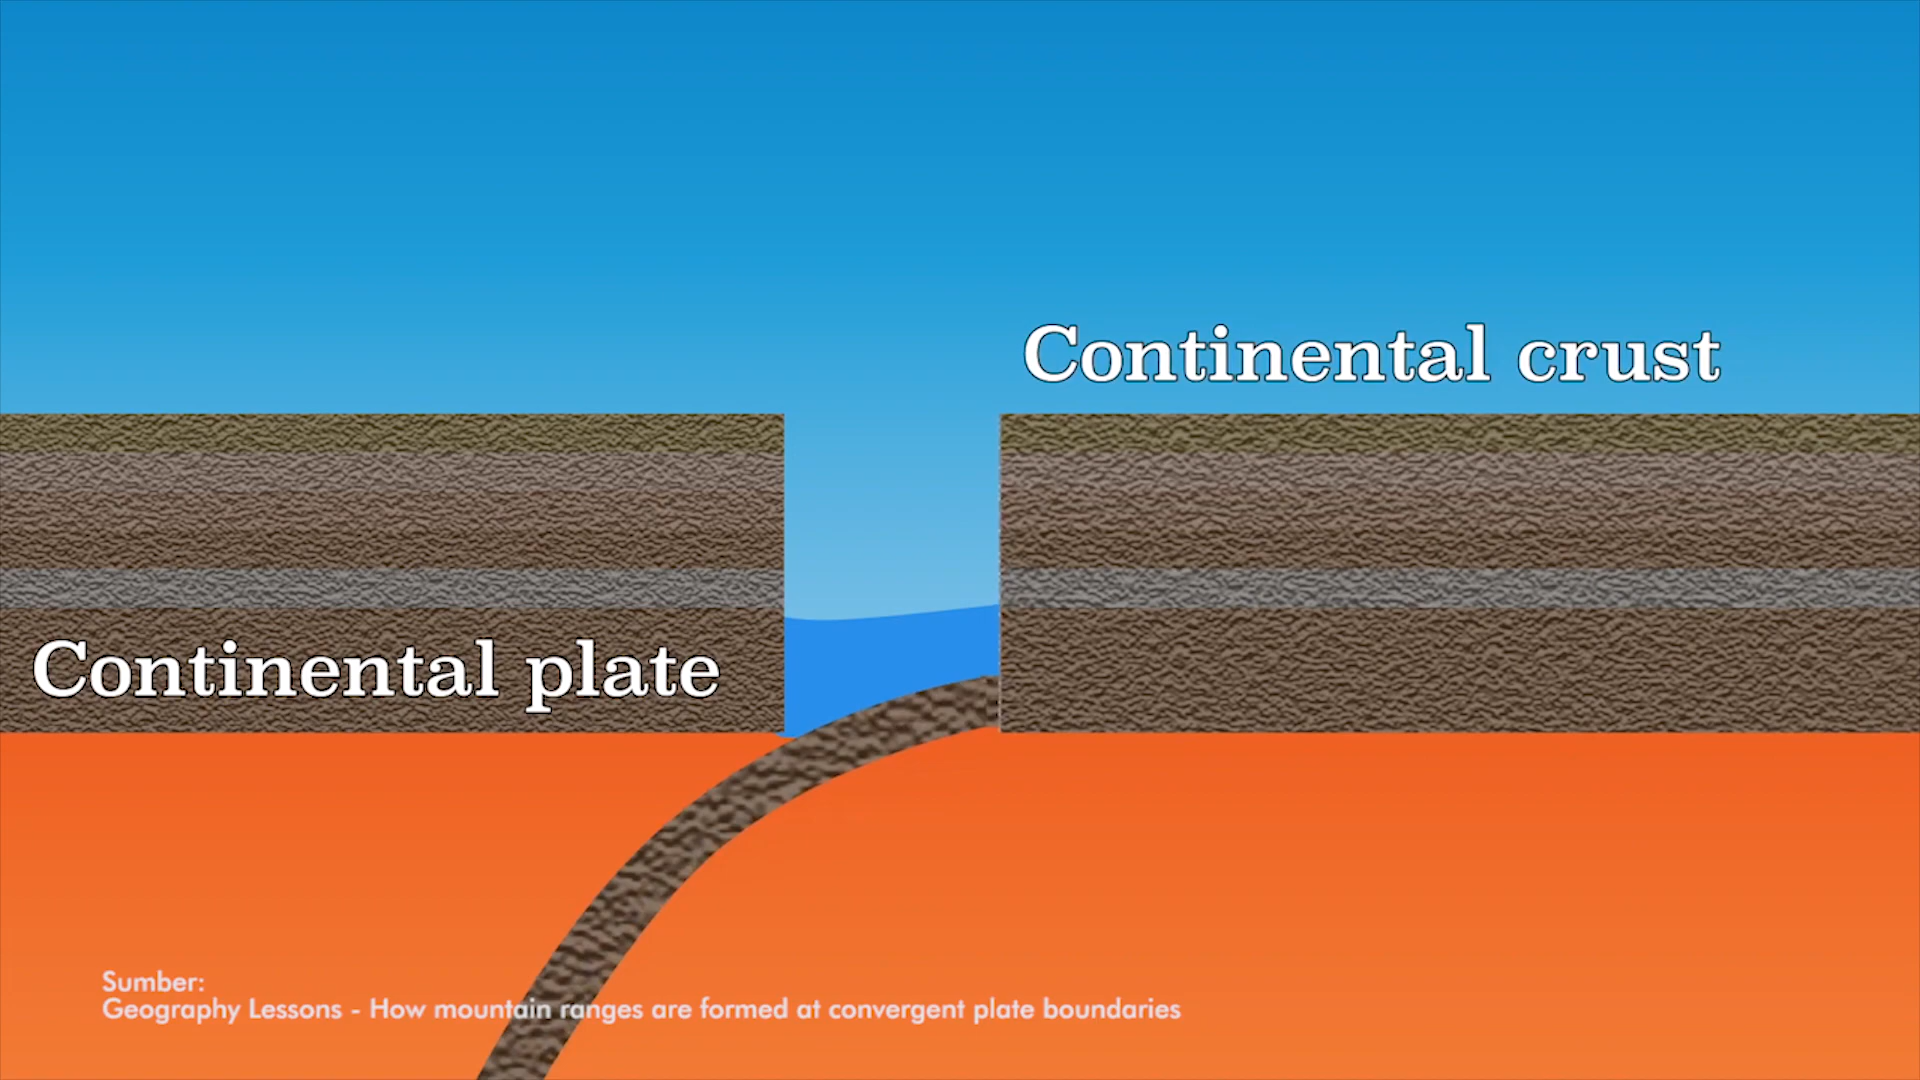 Continental crust
Continental plate
Sumber:
Geography Lessons - How mountain ranges are formed at convergent plate boundaries